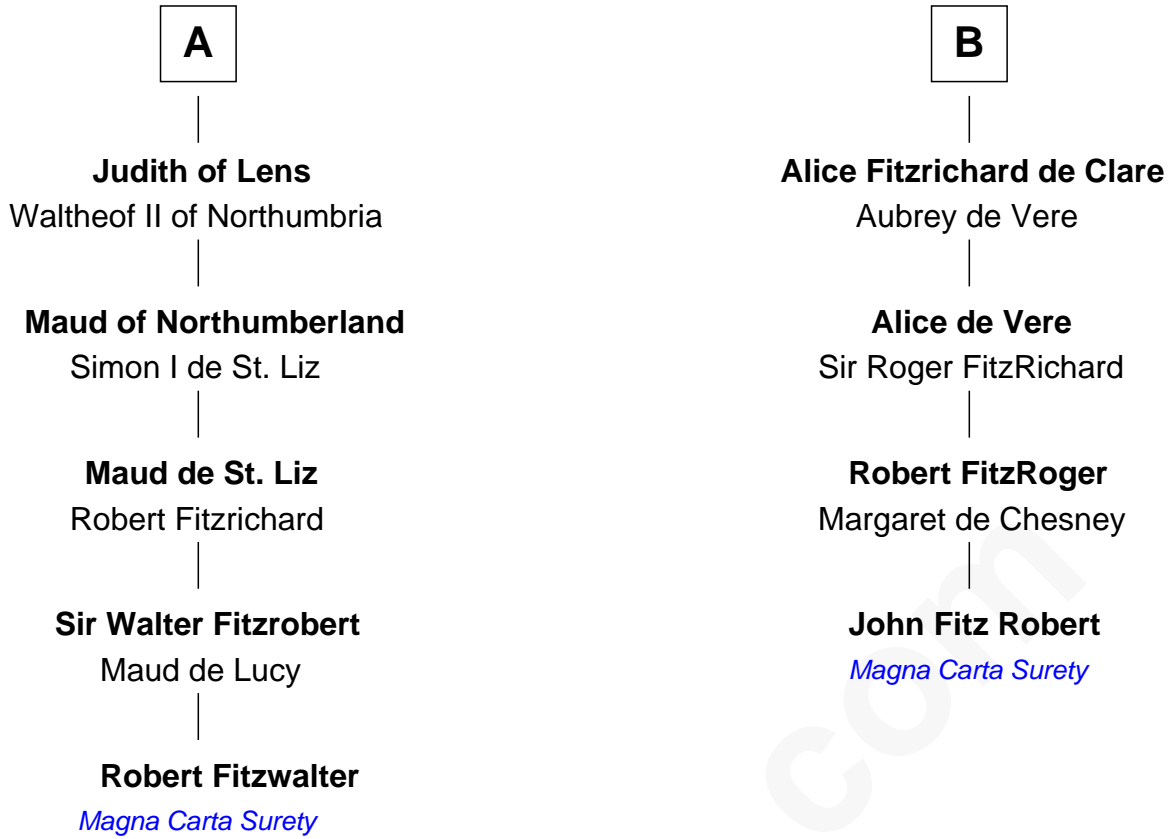 A
Judith of Lens
Waltheof II of Northumbria
Maud of Northumberland
Simon I de St. Liz
Maud de St. Liz
Robert Fitzrichard
Sir Walter Fitzrobert
Maud de Lucy
Robert Fitzwalter
Magna Carta Surety
B
Alice Fitzrichard de Clare
Aubrey de Vere
Alice de Vere
Sir Roger FitzRichard
Robert FitzRoger
Margaret de Chesney
John Fitz Robert
Magna Carta Surety
com